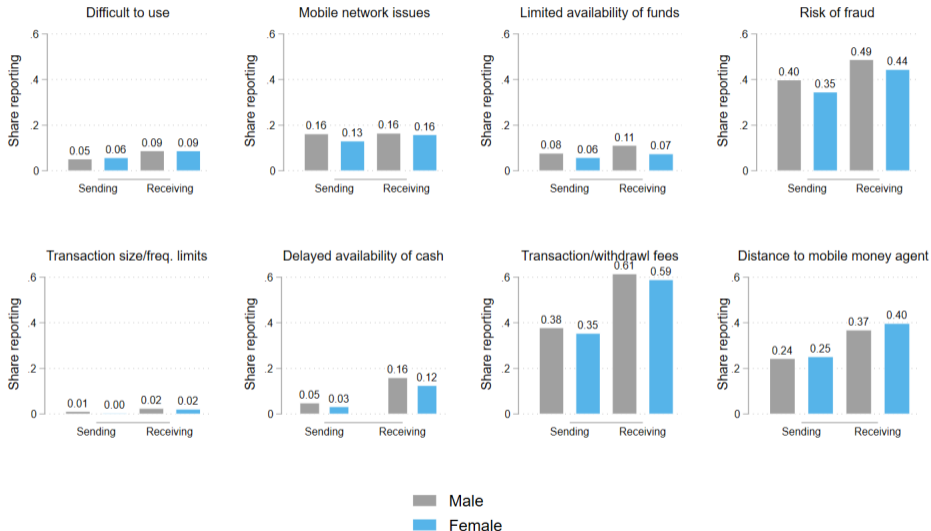 Difficult to use
Mobile network issues
Limited availability of funds
Risk of fraud
Share reporting
.6
.4
.2
0
0.05
0.06
0.09
0.09
Sending
Receiving
Share reporting
.6
.4
.2
0
0.16
0.13
0.16
0.16
Sending
Receiving
Share reporting
.6
.4
.2
0
0.08
0.06
0.11
0.07
Sending
Receiving
Share reporting
.6
.4
.2
0
0.40
0.35
0.49
0.44
Sending
Receiving
Transaction size/freq. limits
Delayed availability of cash
Transaction/withdrawl fees
Distance to mobile money agent
Share reporting
.6
.4
.2
0
0.01
0.00
0.02
0.02
Sending
Receiving
Share reporting
.6
.4
.2
0
0.05
0.03
0.16
0.12
Sending
Receiving
Share reporting
.6
.4
.2
0
0.38
0.35
0.61
0.59
Sending
Receiving
Share reporting
.6
.4
.2
0
0.24
0.25
0.37
0.40
Sending
Receiving
Male
Female